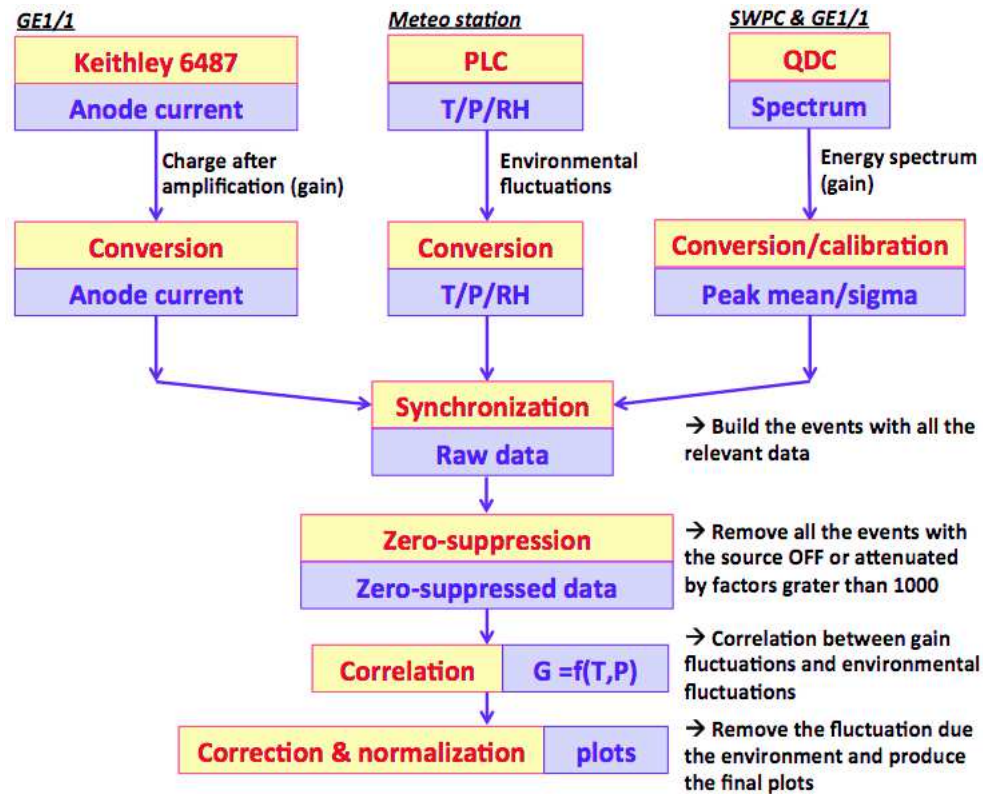 GE1/1
Meteo station
SWPC & GE1/1
Keithley 6487
Anode current
PLC
T/P/RH
QDC
Spectrum
Charge after
amplification (gain)
Environmental
fluctuations
Energy spectrum
(gain)
Conversion
Anode current
Conversion
T/P/RH
Conversion/calibration
Peak mean/sigma
Synchronization
Raw data
→ Build the events with all the
relevant data
Zero-suppression
Zero-suppressed data
→ Remove all the events with
the source OFF or attenuated
by factors grater than 1000
Correlation
G =f(T,P)
→ Correlation between gain
fluctuations and environmental
fluctuations
Correction & normalization
plots
→ Remove the fluctuation due
the environment and produce
the final plots